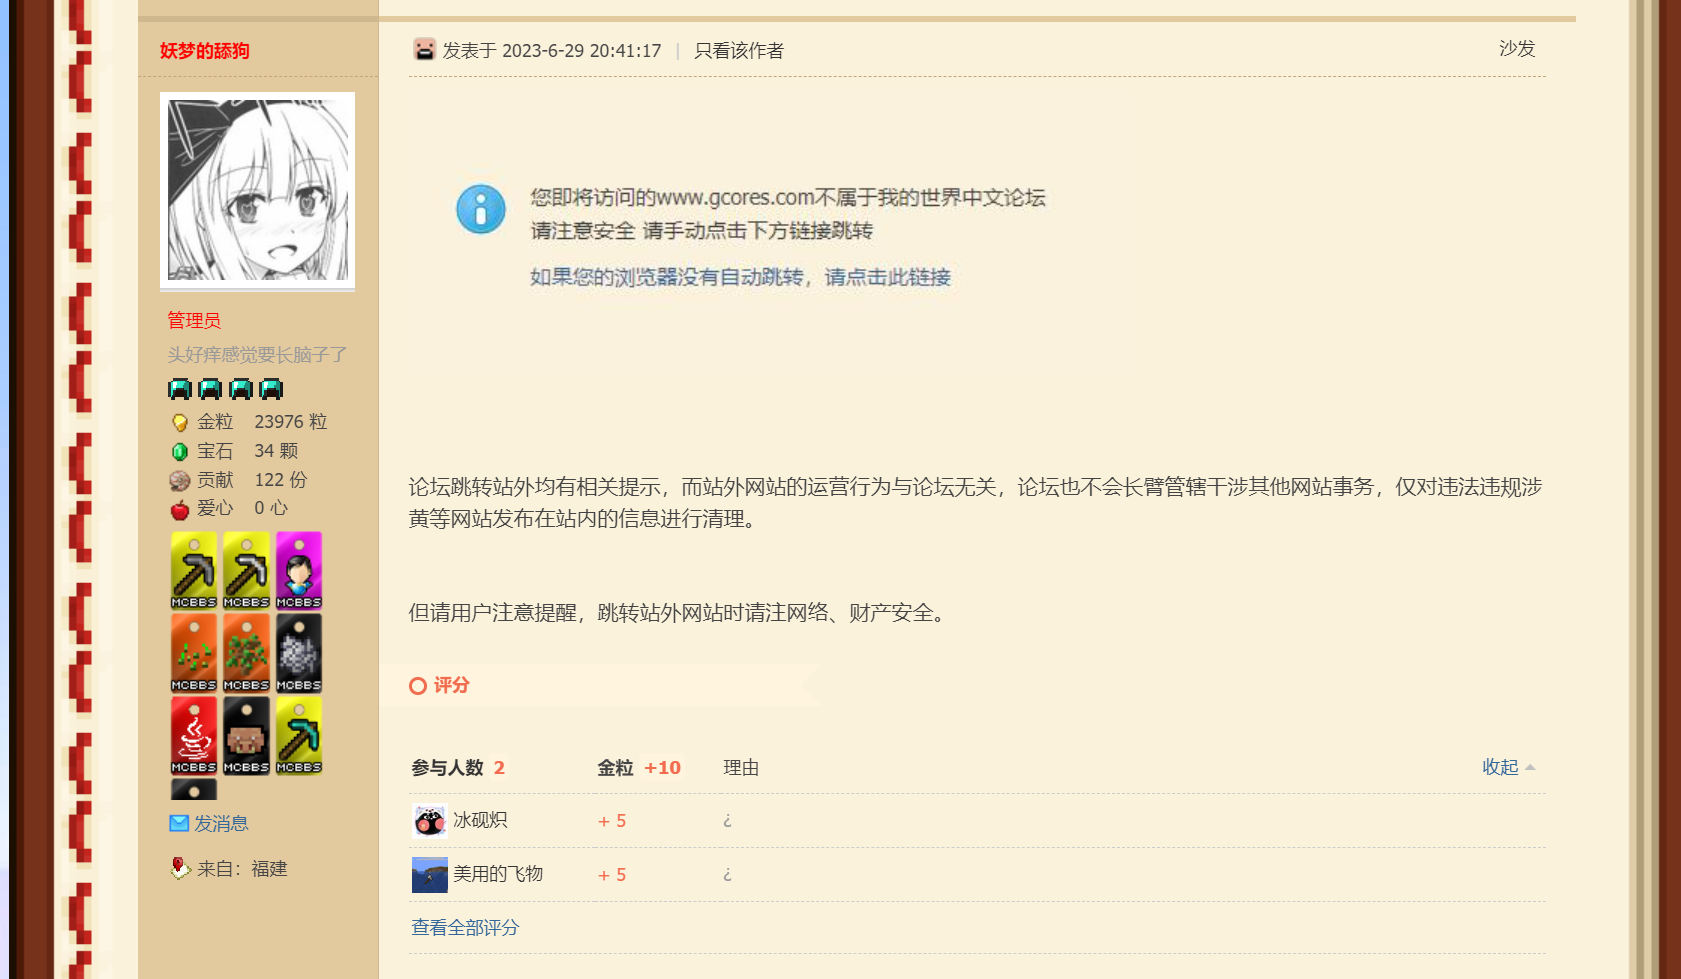 妖梦的舔狗
发表于 2023-6-29 20:41:17 | 只看该作者
沙发
您即将访问的www.gcores.com不属于我的世界中文论坛
请注意安全 请手动点击下方链接跳转
如果您的浏览器没有自动跳转，请点击此链接
管理员
头好痒感觉要长脑子了
金粒 23976 粒
宝石 34 颗
贡献 122 份
爱心 0 心
MCBBS MCBBS MCBBS
MCBBS MCBBS MCBBS
MCBBS MCBBS MCBBS
发消息
来自：福建
论坛跳转站外均有相关提示，而站外网站的运营行为与论坛无关，论坛也不会长臂管辖干涉其他网站事务，仅对违法违规涉
黄等网站发布在站内的信息进行清理。
但请用户注意提醒，跳转站外网站时请注网络、财产安全。
评分
参与人数 2 金粒 +10 理由 收起
冰砚炽 + 5 ¿
美用的飞物 + 5 ¿
查看全部评分